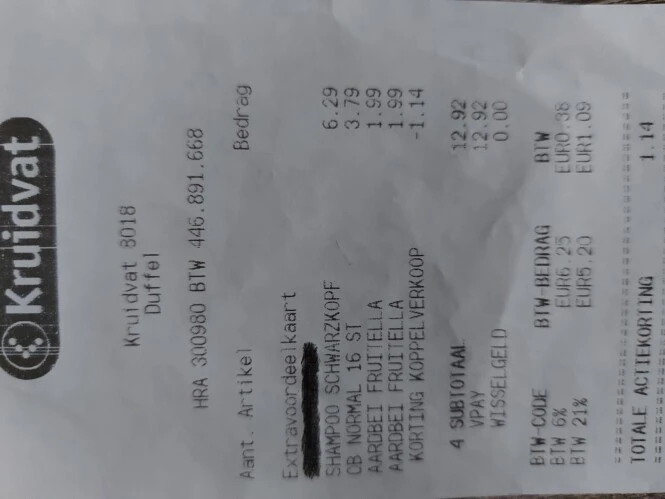 Kruidvat
Kruidvat 8018
Duffel
HRA 300980 BTW 446.891.668
Aant. Artikel Bedrag
Extravoordeelkaart
SHAMPOO SCHWARZKOPF 6.29
OB NORMAL 16 ST 3.79
AARDBEI FRUITELLA 1.99
AARDBEI FRUITELLA 1.99
KORTING KOPPELVERKOOP -1.14
4 SUBTOTAAL 12.92
VPAY 12.92
WISSELGELD 0.00
BTW-CODE BTW-BEDRAG BTW
BTW 6% EUR6.25 EUR0.38
BTW 21% EUR5.20 EUR1.09
TOTALE ACTIEKORTING 1.14